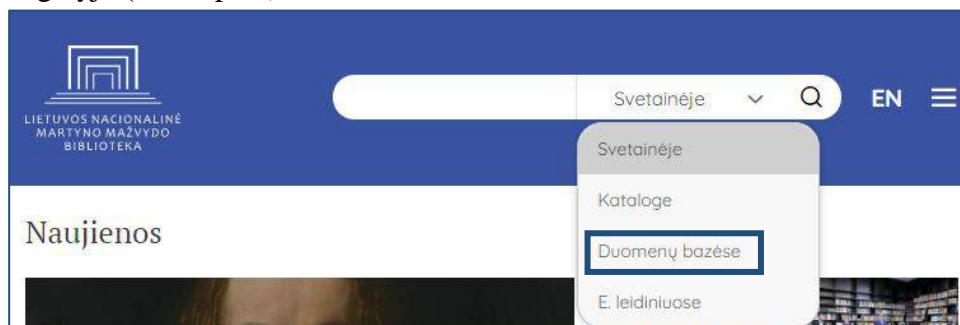 LIETUVOS NACIONALINĖ
MARTYNO MAŽVYDO
BIBLIOTEKA
Svetainėje
EN
Svetainėje
Kataloge
Duomenų bazėse
E. leidiniuose
Naujienos